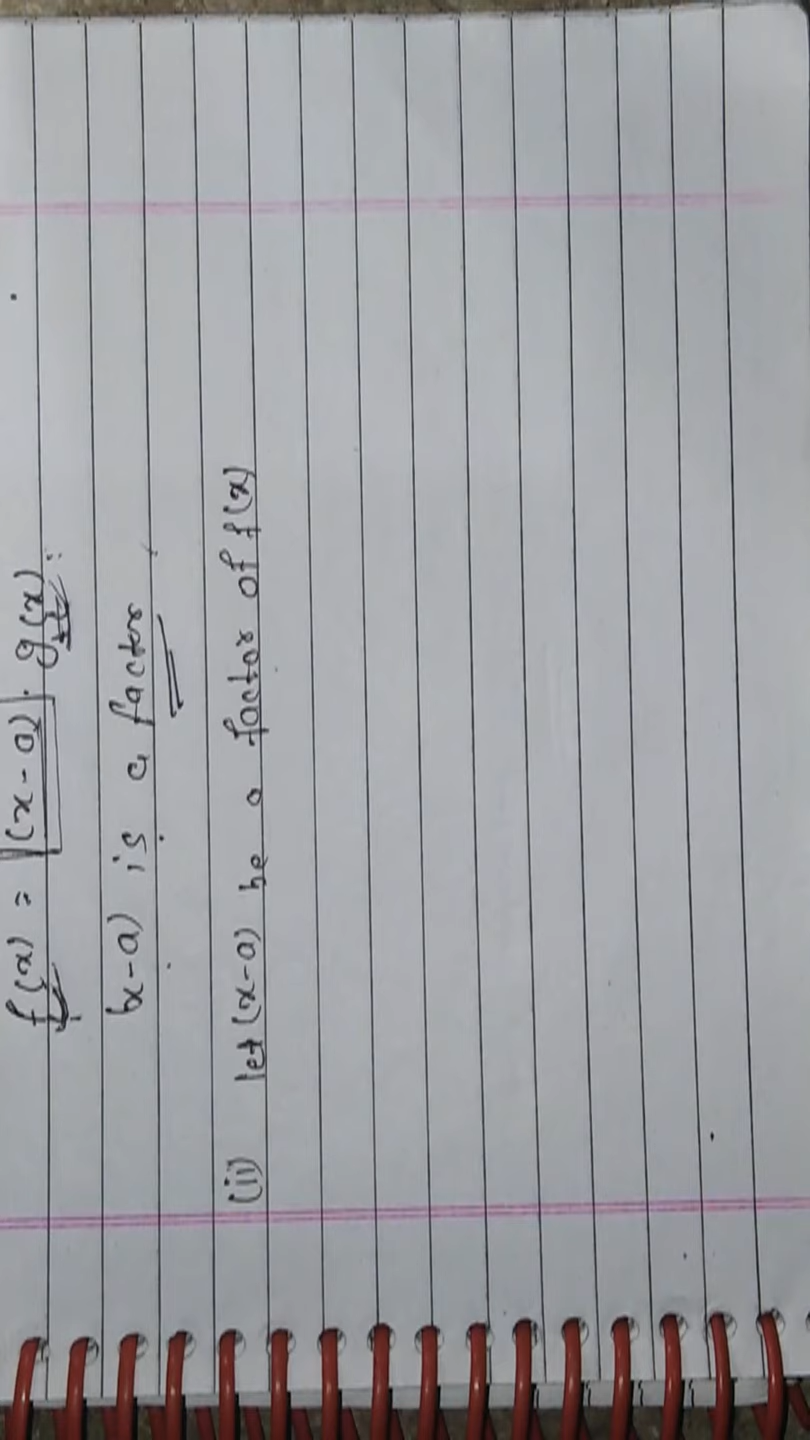 f(x) = (x-a). g(x)
(x-a) is a factor
(ii) let (x-a) be a factor of f(x)